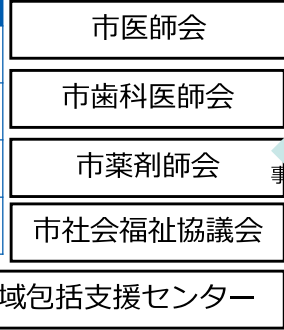 市医師会
市歯科医師会
市薬剤師会
事
市社会福祉協議会
域包括支援センター